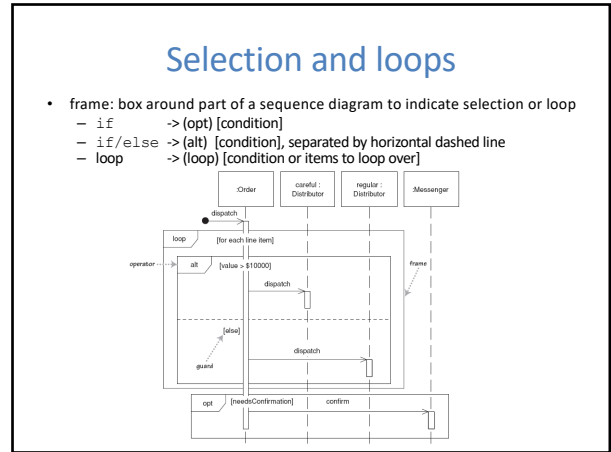 Selection and loops
• frame: box around part of a sequence diagram to indicate selection or loop
– if -> (opt) [condition]
– if/else -> (alt) [condition], separated by horizontal dashed line
– loop -> (loop) [condition or items to loop over]
:Order
careful :
Distributor
regular :
Distributor
:Messenger
dispatch
loop
[for each line item]
operator
alt
[value > $10000]
frame
dispatch
[else]
dispatch
guard
opt
[needsConfirmation]
confirm